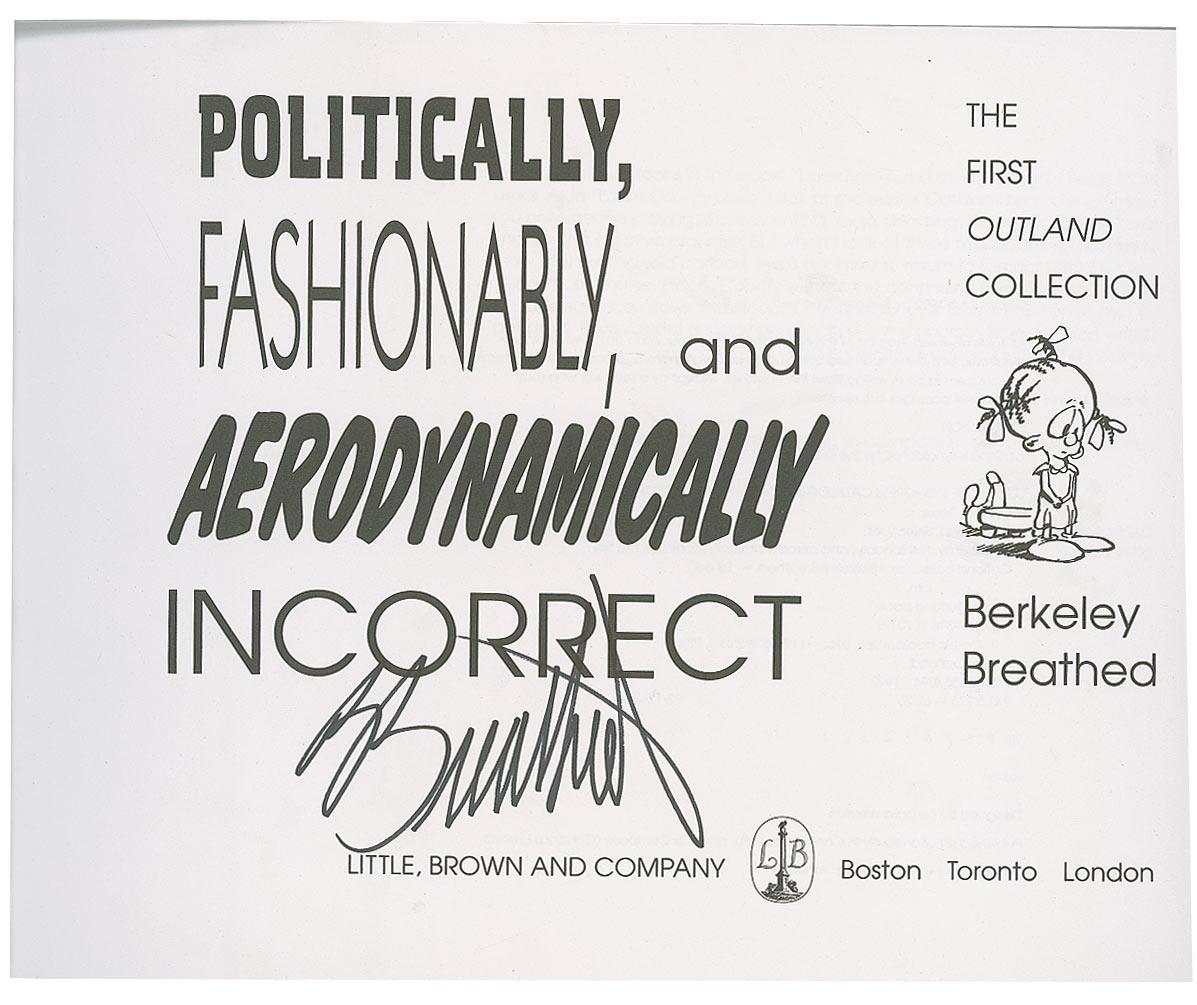 POLITICALLY,
FASHIONABLY, and
AERODYNAMICALLY
INCORRECT
THE
FIRST
OUTLAND
COLLECTION
Berkeley
Breathed
B Breathed
LITTLE, BROWN AND COMPANY
L B
Boston Toronto London